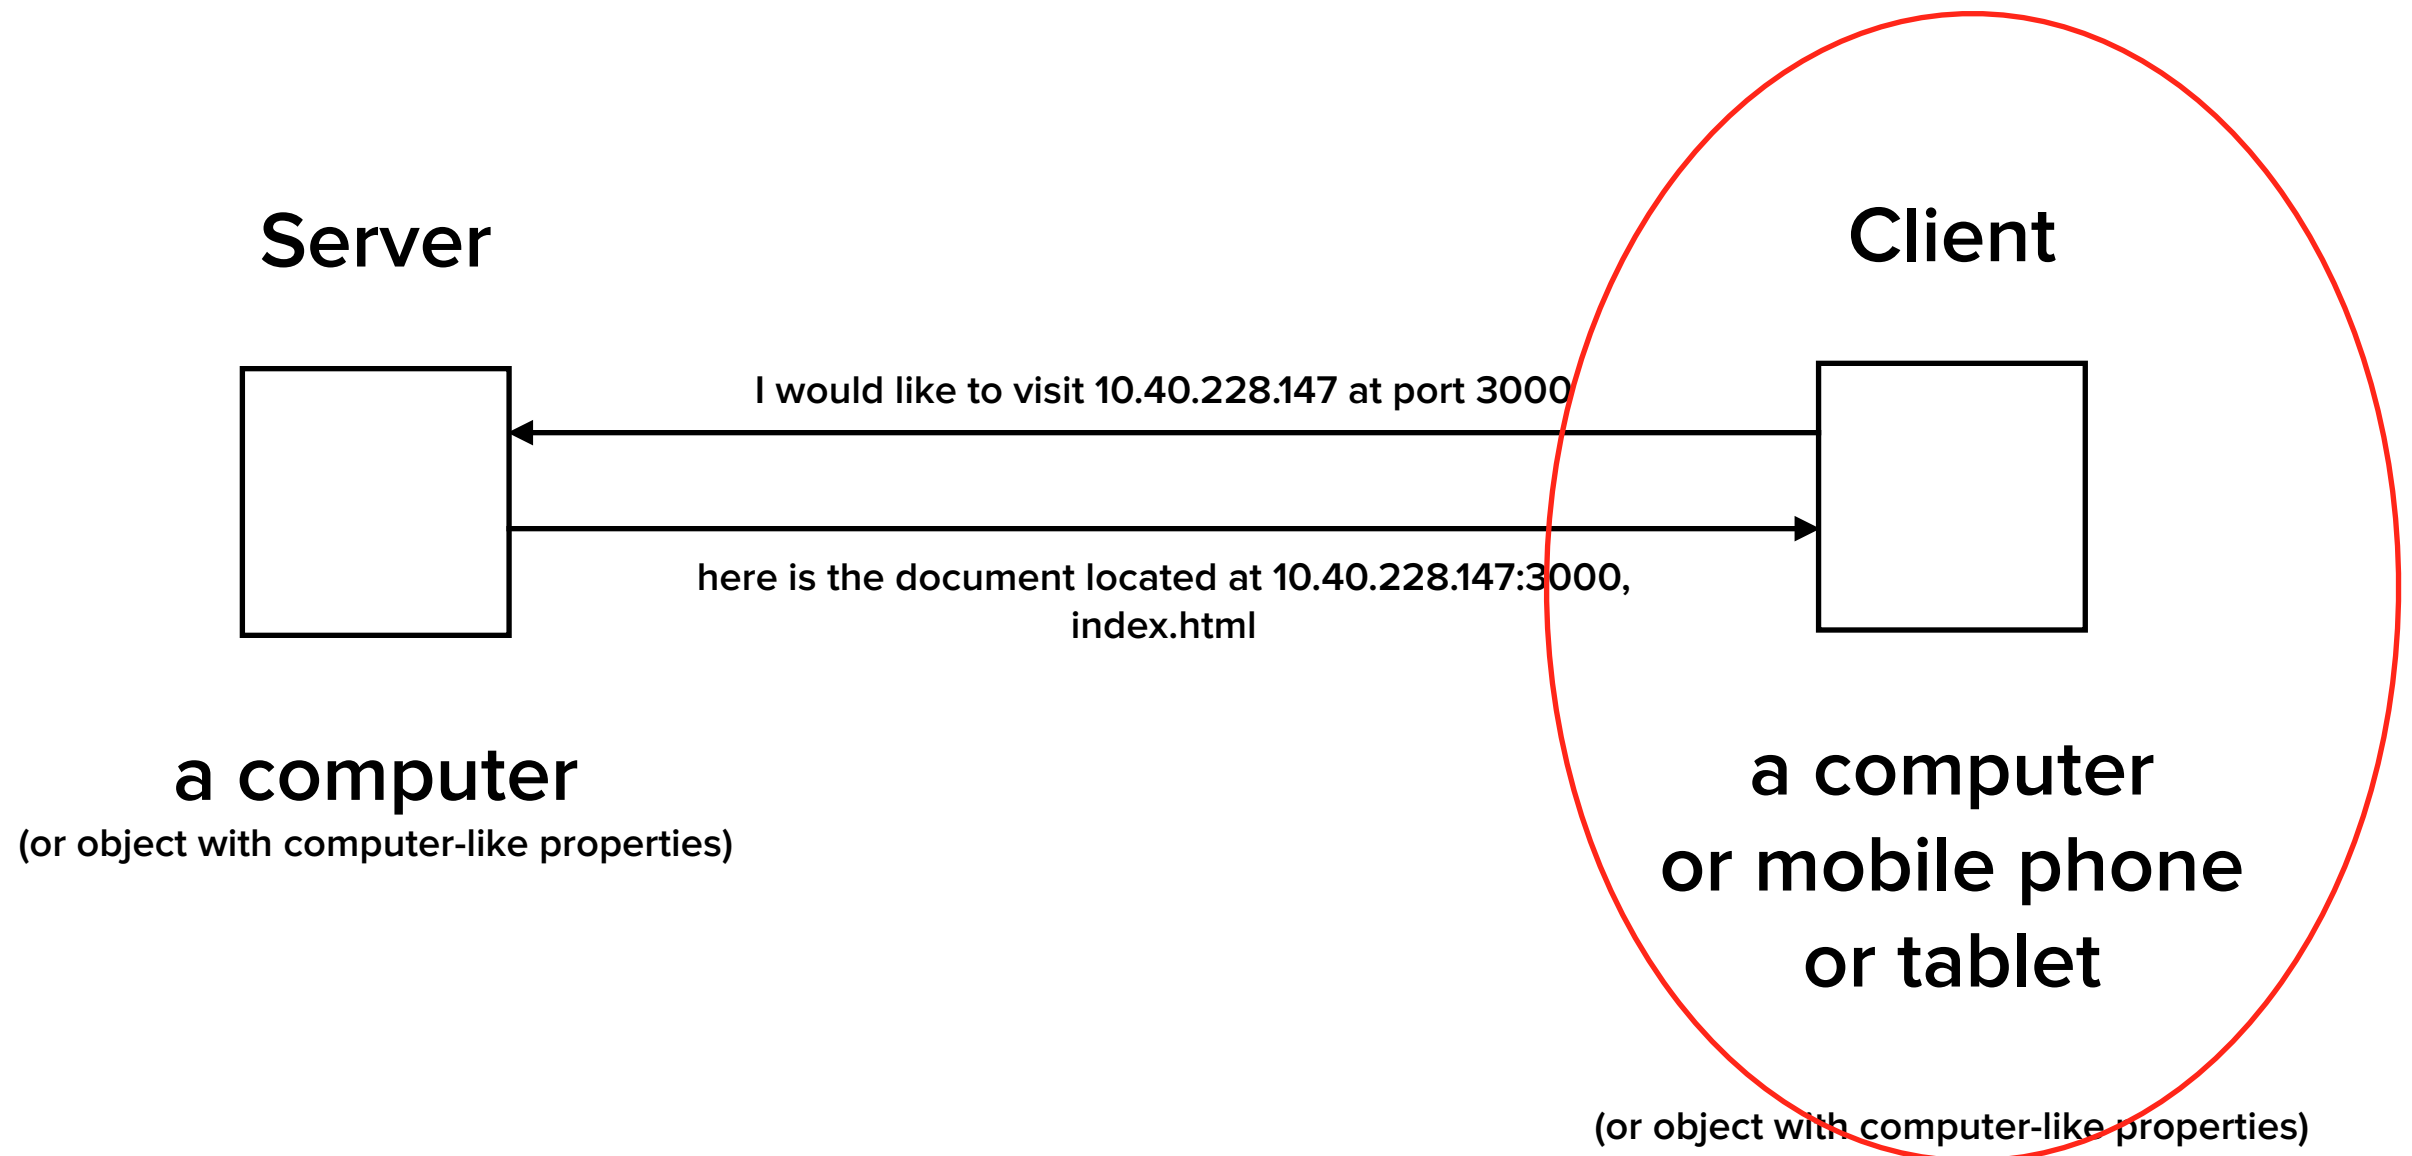 Server
Client
I would like to visit 10.40.228.147 at port 3000
here is the document located at 10.40.228.147:3000,
index.html
a computer
(or object with computer-like properties)
a computer
or mobile phone
or tablet
(or object with computer-like properties)